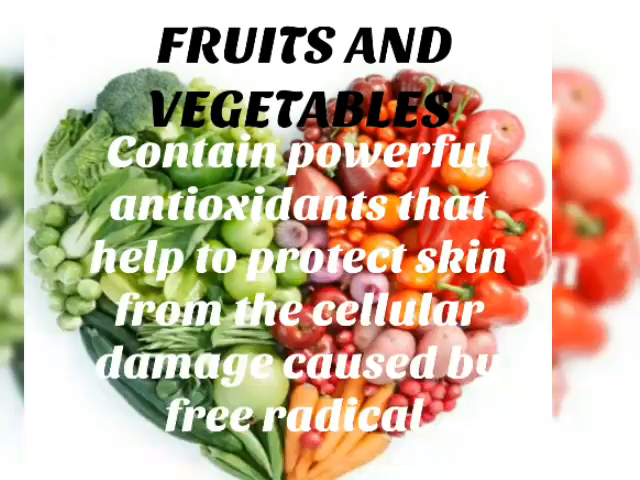 FRUITS AND
VEGETABLES
Contain powerful
antioxidants that
help to protect skin
from the cellular
damage caused by
free radical